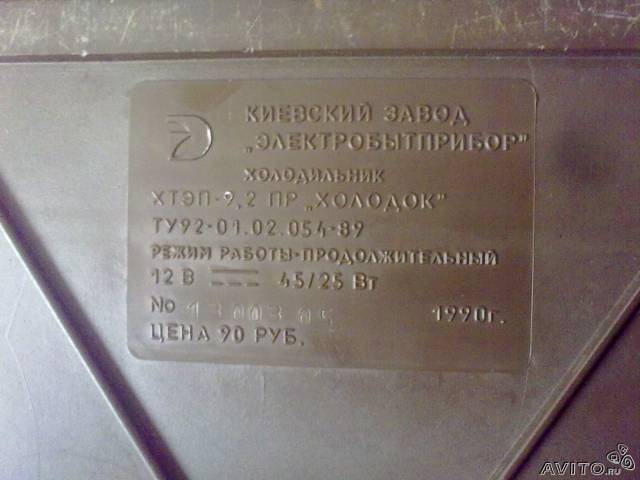 КИЕВСКИЙ ЗАВОД
„ЭЛЕКТРОБЫТПРИБОР"
ХОЛОДИЛЬНИК
ХТЭП-9,2 ПР „ХОЛОДОК"
ТУ92-01.02.054-89
РЕЖИМ РАБОТЫ-ПРОДОЛЖИТЕЛЬНЫЙ
12 В 45/25 Вт
No 1990г.
ЦЕНА 90 РУБ.
AVITO.ru